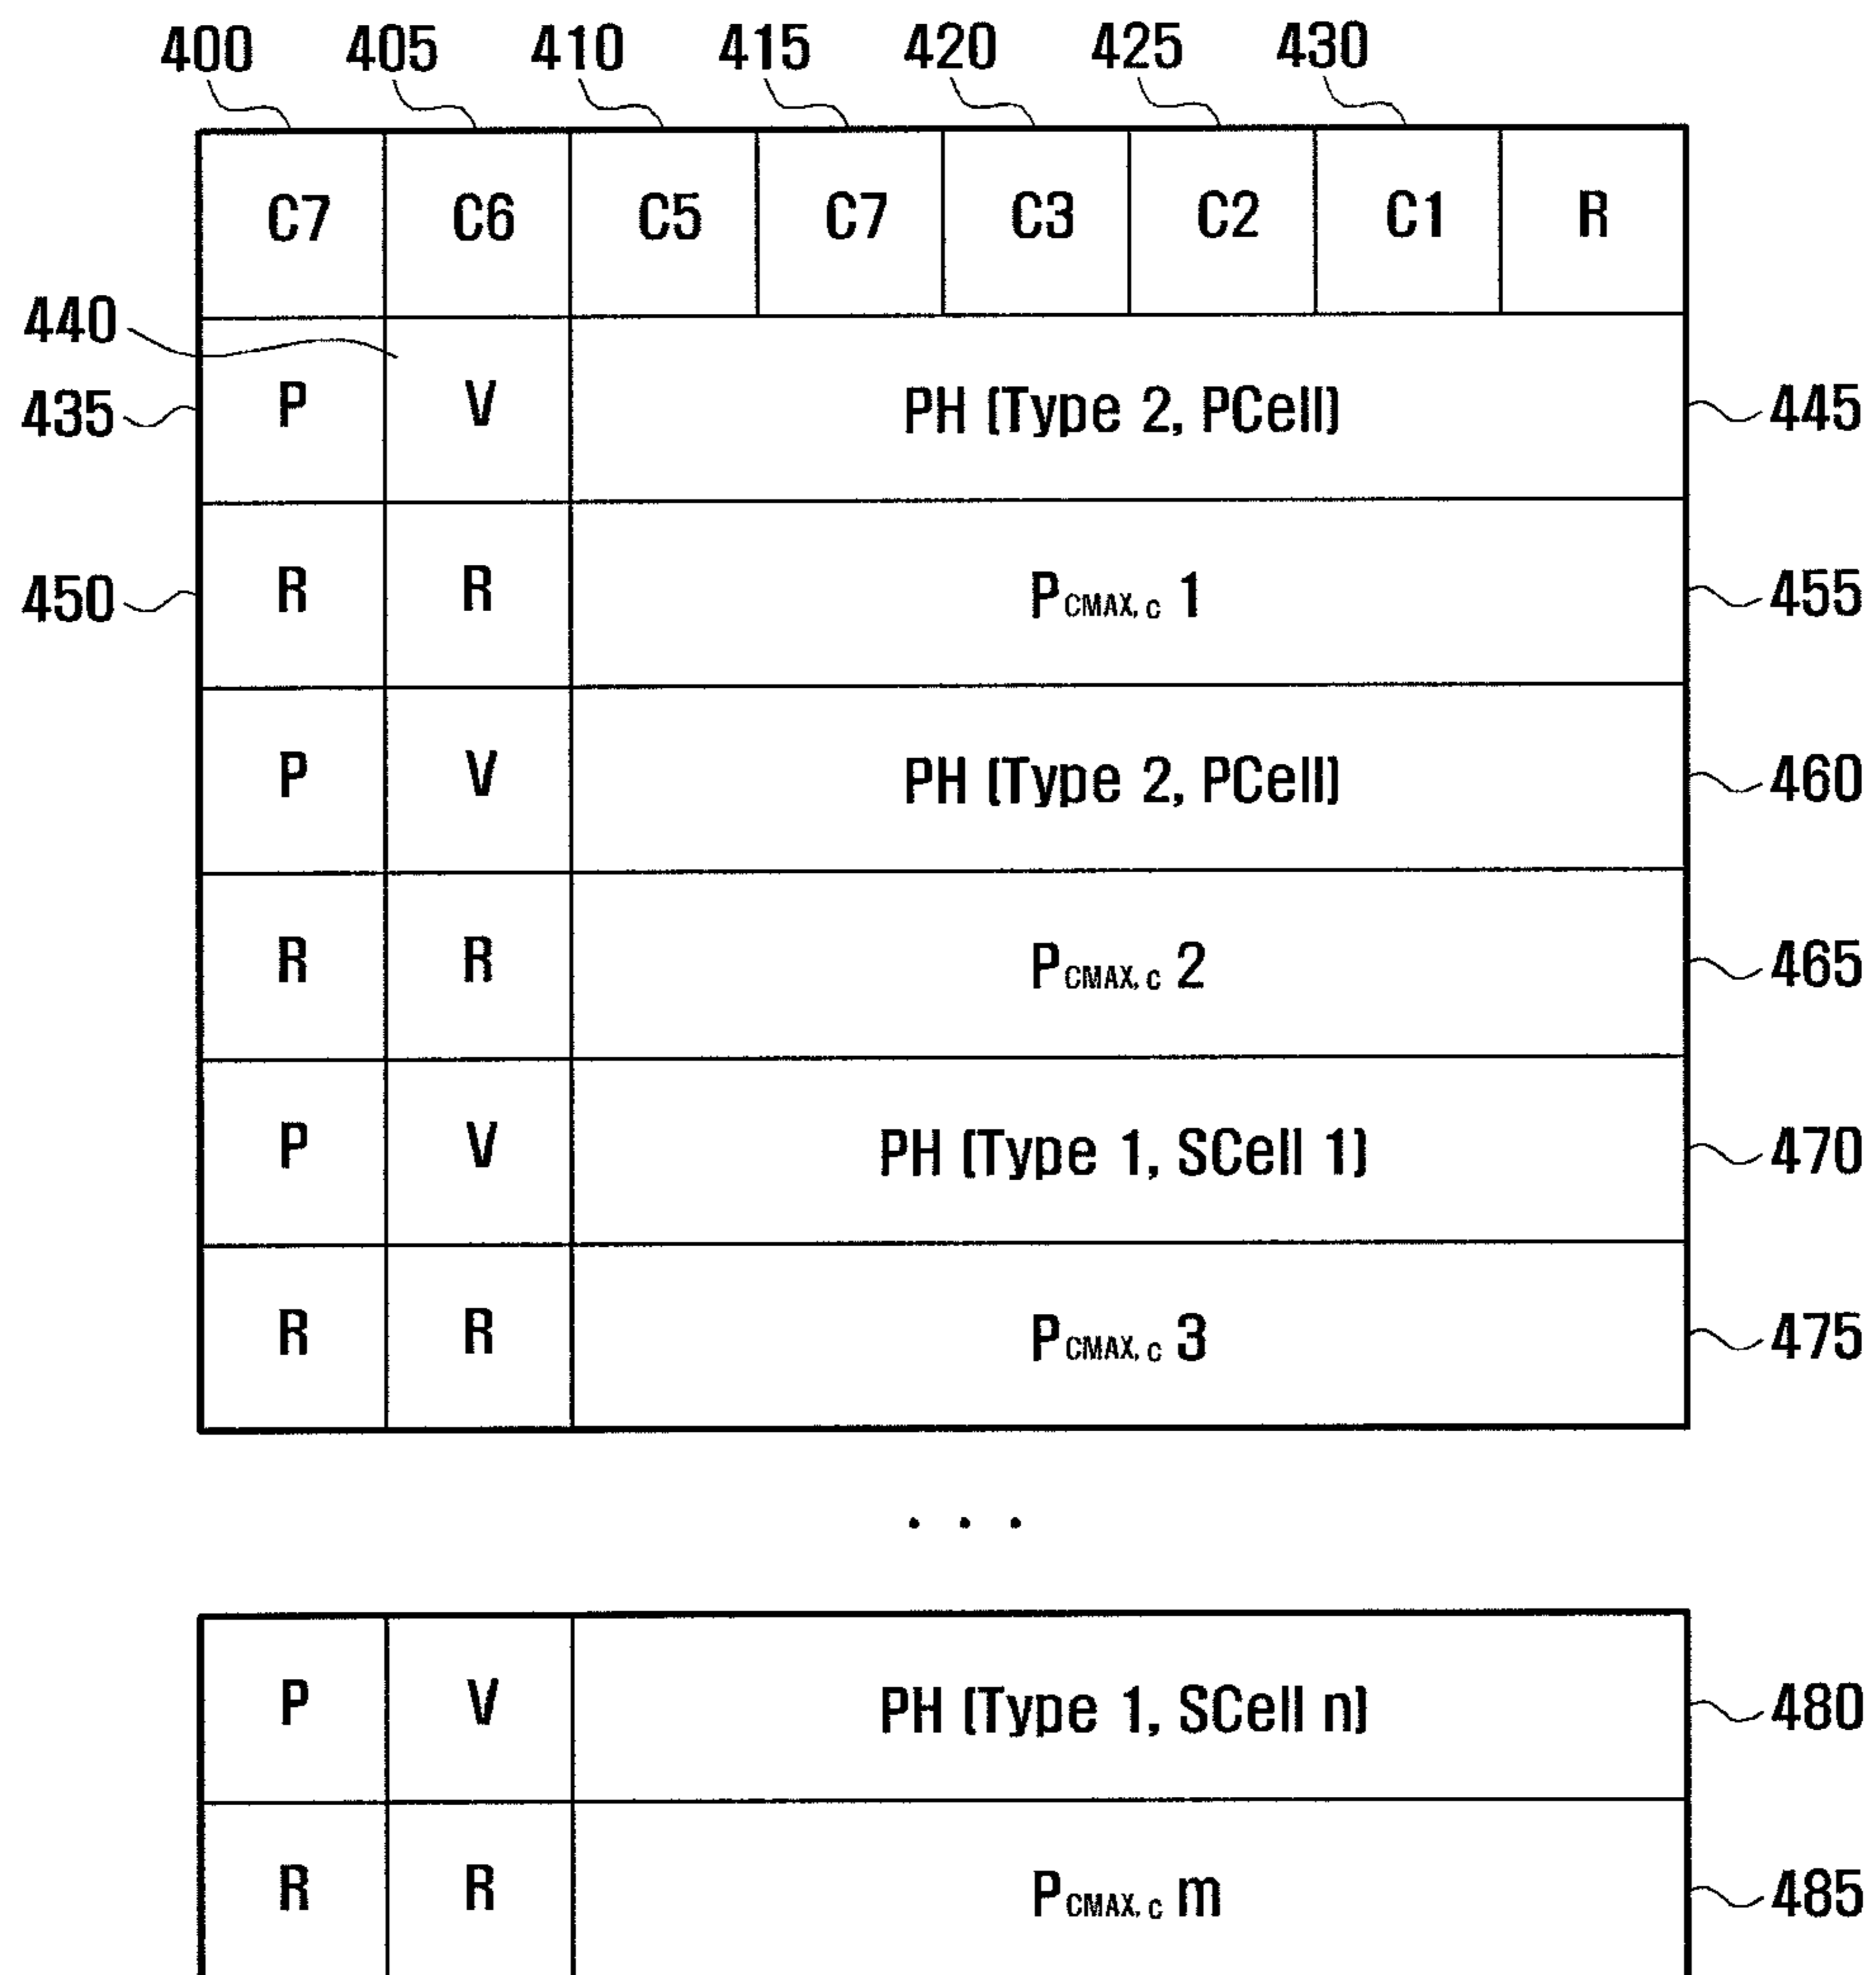 400 405 410 415 420 425 430
C7 C6 C5 C7 C3 C2 C1 R
440
435 P V PH (Type 2, PCell) 445
450 R R PCMAX, c 1 455
P V PH (Type 2, PCell) 460
R R PCMAX, c 2 465
P V PH (Type 1, SCell 1) 470
R R PCMAX, c 3 475
. . .
P V PH (Type 1, SCell n) 480
R R PCMAX, c m 485